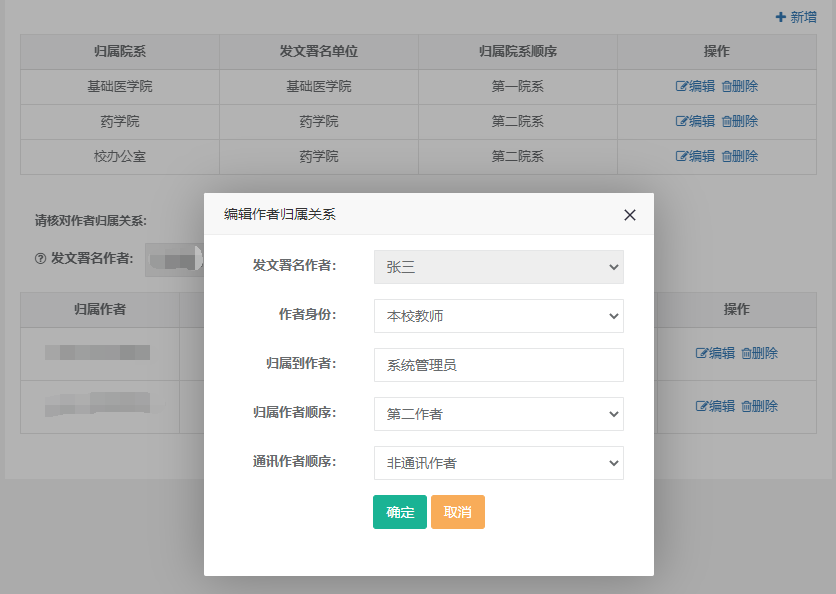 新增
归属院系 发文署名单位 归属院系顺序 操作
基础医学院 基础医学院 第一院系 编辑 删除
药学院 药学院 第二院系 编辑 删除
校办公室 药学院 第二院系 编辑 删除
请核对作者归属关系:
发文署名作者:
归属作者 操作
编辑 删除
编辑 删除
编辑作者归属关系
发文署名作者: 张三
作者身份: 本校教师
归属到作者: 系统管理员
归属作者顺序: 第二作者
通讯作者顺序: 非通讯作者
确定 取消